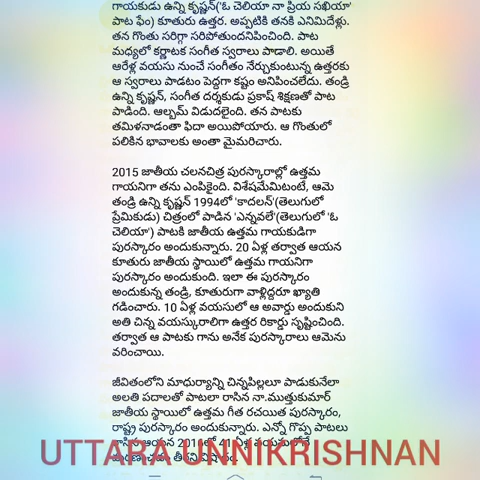 గాయకుడు ఉన్ని కృష్ణన్('ఓ చెలియా నా ప్రియ సఖియా'
పాట ఫేం) కూతురు ఉత్తర. అప్పటికి తనకి ఎనిమిదేళ్లు.
తన గొంతు సరిగ్గా సరిపోతుందనిపించింది. పాట
మధ్యలో కర్ణాటక సంగీత స్వరాలు పాడాలి. అయితే
ఆరేళ్ల వయసు నుంచే సంగీతం నేర్చుకుంటున్న ఉత్తరకు
ఆ స్వరాలు పాడటం పెద్దగా కష్టం అనిపించలేదు. తండ్రి
ఉన్ని కృష్ణన్, సంగీత దర్శకుడు ప్రకాష్ శిక్షణతో పాట
పాడింది. ఆల్బమ్ విడుదలైంది. తన పాటకు
తమిళనాడంతా ఫిదా అయిపోయారు. ఆ గొంతులో
పలికిన భావాలకు అంతా మైమరిచారు.
2015 జాతీయ చలనచిత్ర పురస్కారాల్లో ఉత్తమ
గాయనిగా తను ఎంపికైంది. విశేషమేమిటంటే, ఆమె
తండ్రి ఉన్ని కృష్ణన్ 1994లో 'కాదలన్'(తెలుగులో
ప్రేమికుడు) చిత్రంలో పాడిన 'ఎన్నవలే'(తెలుగులో 'ఓ
చెలియా') పాటకి జాతీయ ఉత్తమ గాయకుడిగా
పురస్కారం అందుకున్నారు. 20 ఏళ్ల తర్వాత ఆయన
కూతురు జాతీయ స్థాయిలో ఉత్తమ గాయనిగా
పురస్కారం అందుకుంది. ఇలా ఈ పురస్కారం
అందుకున్న తండ్రి, కూతురుగా వాళ్లిద్దరూ ఖ్యాతి
గడించారు. 10 ఏళ్ల వయసులో ఆ అవార్డు అందుకుని
అతి చిన్న వయస్కురాలిగా ఉత్తర రికార్డు సృష్టించింది.
తర్వాత ఆ పాటకు గాను అనేక పురస్కారాలు ఆమెను
వరించాయి.
జీవితంలోని మాధుర్యాన్ని చిన్నపిల్లలూ పాడుకునేలా
అలతి పదాలతో పాటలా రాసిన నా.ముత్తుకుమార్
జాతీయ స్థాయిలో ఉత్తమ గీత రచయిత పురస్కారం,
రాష్ట్ర పురస్కారం అందుకున్నారు. ఎన్నో గొప్ప పాటలు
రాసిన ఆయన 2016లో 41 ఏళ్ల వయసులోనే
UTTARA UNNIKRISHNAN